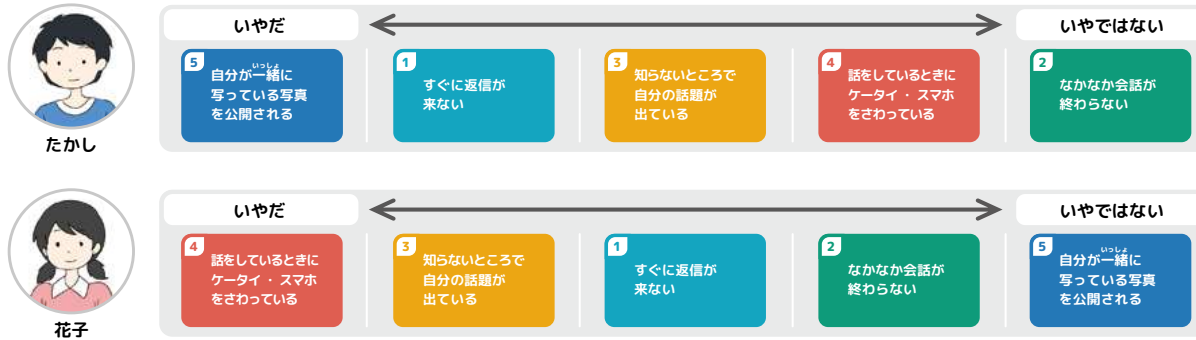 いやだ
いやではない
5
自分が一緒に
いっしょ
写っている写真
を公開される
1
すぐに返信が
来ない
3
知らないところで
自分の話題が
出ている
4
話をしているときに
ケータイ・スマホ
をさわっている
2
なかなか会話が
終わらない
たかし
いやだ
いやではない
4
話をしているときに
ケータイ・スマホ
をさわっている
3
知らないところで
自分の話題が
出ている
1
すぐに返信が
来ない
2
なかなか会話が
終わらない
5
自分が一緒に
いっしょ
写っている写真
を公開される
花子